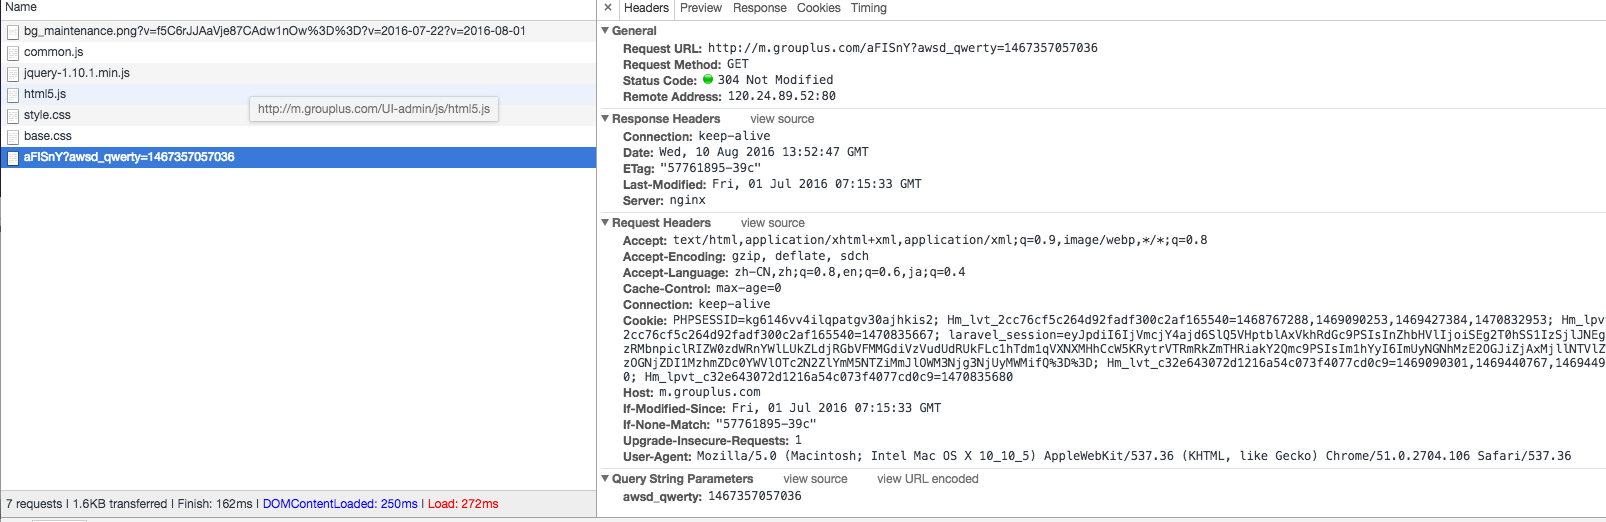 Name
bg_maintenance.png?v=f5C6rJJAaVje87CAdw1nOw%3D%3D?v=2016-07-22?v=2016-08-01
common.js
jquery-1.10.1.min.js
html5.js
http://m.grouplus.com/UI-admin/js/html5.js
style.css
base.css
aFISnY?awsd_qwerty=1467357057036
7 requests | 1.6KB transferred | Finish: 162ms | DOMContentLoaded: 250ms | Load: 272ms
× Headers Preview Response Cookies Timing
▼ General
Request URL: http://m.grouplus.com/aFISnY?awsd_qwerty=1467357057036
Request Method: GET
Status Code: 304 Not Modified
Remote Address: 120.24.89.52:80
▼ Response Headers view source
Connection: keep-alive
Date: Wed, 10 Aug 2016 13:52:47 GMT
ETag: "57761895-39c"
Last-Modified: Fri, 01 Jul 2016 07:15:33 GMT
Server: nginx
▼ Request Headers view source
Accept: text/html,application/xhtml+xml,application/xml;q=0.9,image/webp,*/*;q=0.8
Accept-Encoding: gzip, deflate, sdch
Accept-Language: zh-CN,zh;q=0.8,en;q=0.6,ja;q=0.4
Cache-Control: max-age=0
Connection: keep-alive
Cookie: PHPSESSID=kg6146vv4ilqpatgv30ajhkis2; Hm_lvt_2cc76cf5c264d92fadf300c2af165540=1468767288,1469090253,1469427384,1470832953; Hm_lpv
2cc76cf5c264d92fadf300c2af165540=1470835667; laravel_session=eyJpdiI6IjVmcjY4ajd6SlQ5VHptblAxVkhRdGc9PSIsInZhbHVlIjoiSEg2T0hSS1IzSjlJNEg
zRMbnpiclRIZW0zdWRnYWlLUkZLdjRGbVFMMGdiVzVudUdRUkFLc1hTdm1qVXNXMHhCcW5KRytrVTRmRkZmTHRiakY2Qmc9PSIsIm1hYyI6ImUyNGNhMzE2OGJiZjAxMjllNTVlZ
zOGNjZDI1MzhmZDc0YWVlOTc2N2ZlYmM5NTZiMmJlOWM3Njg3NjUyMWMifQ%3D%3D; Hm_lvt_c32e643072d1216a54c073f4077cd0c9=1469090301,1469440767,1469449
0; Hm_lpvt_c32e643072d1216a54c073f4077cd0c9=1470835680
Host: m.grouplus.com
If-Modified-Since: Fri, 01 Jul 2016 07:15:33 GMT
If-None-Match: "57761895-39c"
Upgrade-Insecure-Requests: 1
User-Agent: Mozilla/5.0 (Macintosh; Intel Mac OS X 10_10_5) AppleWebKit/537.36 (KHTML, like Gecko) Chrome/51.0.2704.106 Safari/537.36
▼ Query String Parameters view source view URL encoded
awsd_qwerty: 1467357057036